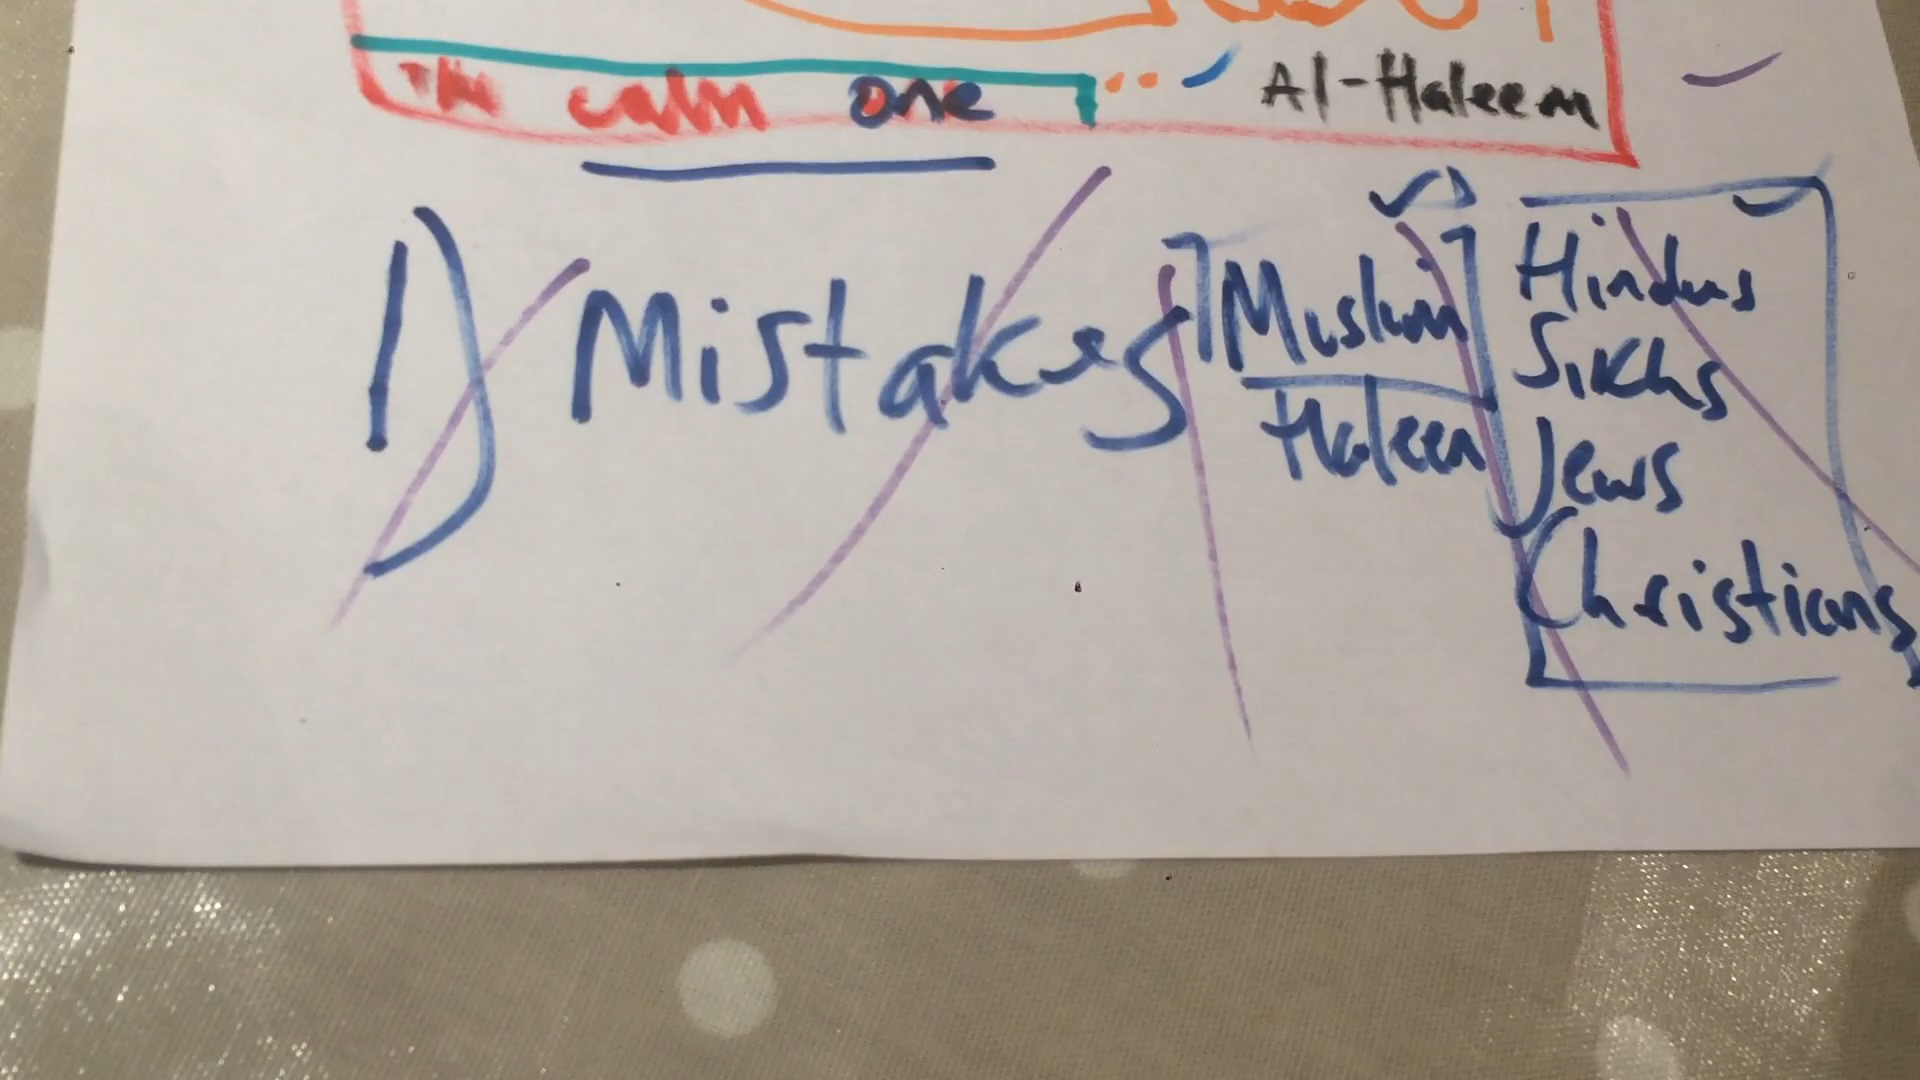 The calm one Al-Haleem
1) Mistakes
Muslim
Haleem
Hindus
Sikhs
Jews
Christians